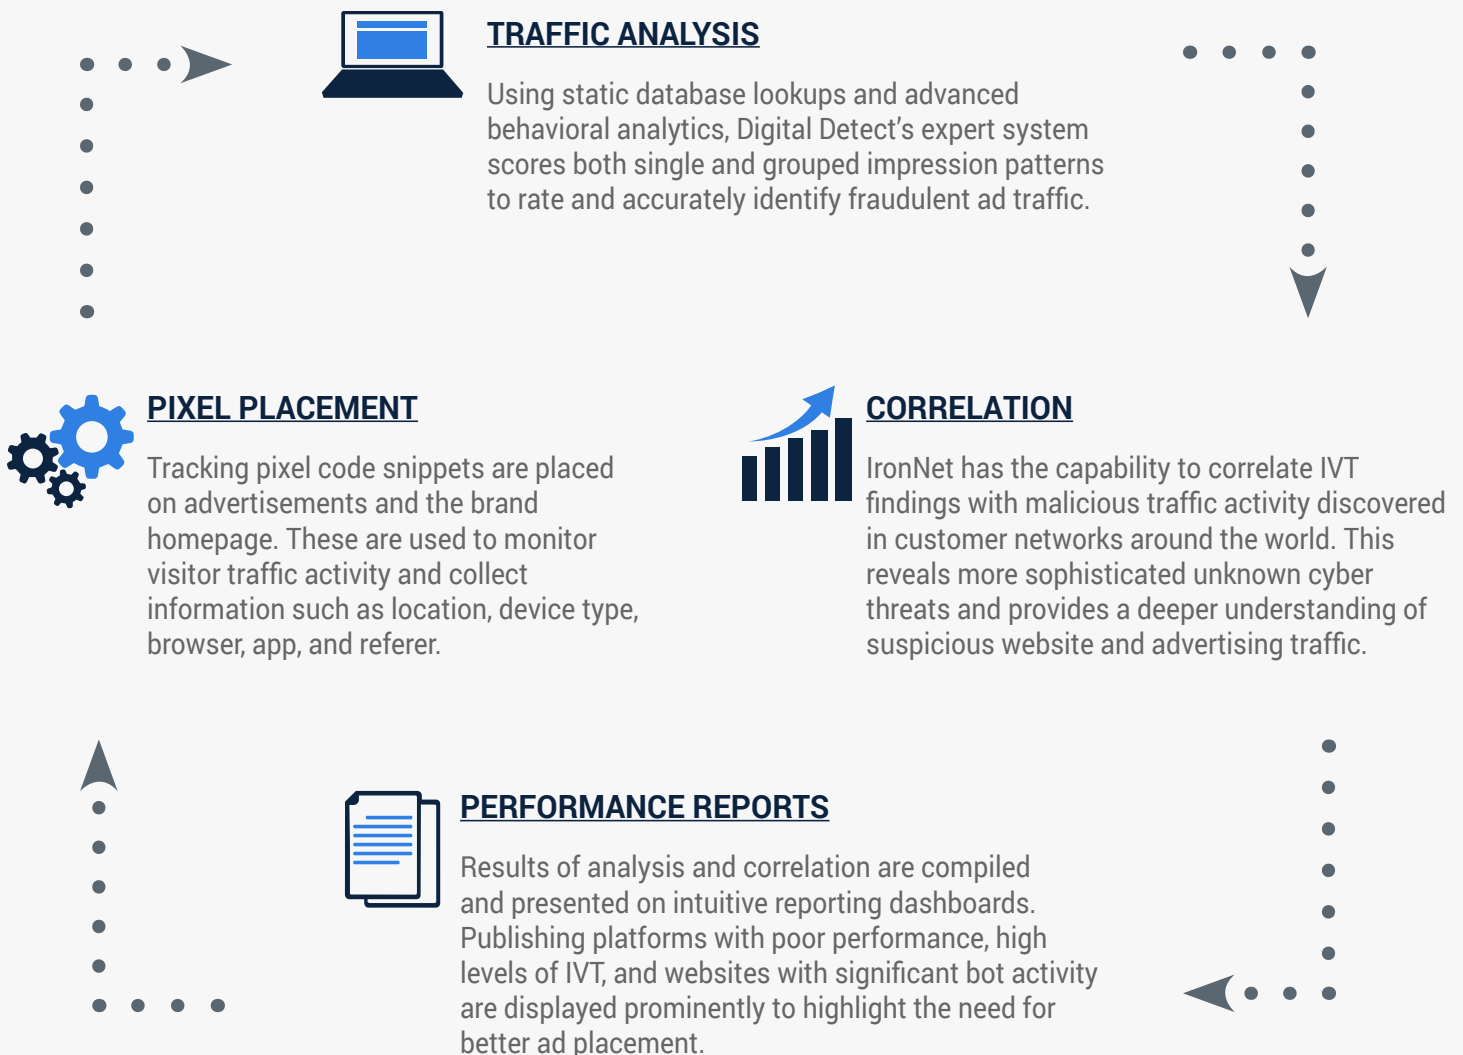 TRAFFIC ANALYSIS
Using static database lookups and advanced
behavioral analytics, Digital Detect’s expert system
scores both single and grouped impression patterns
to rate and accurately identify fraudulent ad traffic.
PIXEL PLACEMENT
Tracking pixel code snippets are placed
on advertisements and the brand
homepage. These are used to monitor
visitor traffic activity and collect
information such as location, device type,
browser, app, and referer.
CORRELATION
IronNet has the capability to correlate IVT
findings with malicious traffic activity discovered
in customer networks around the world. This
reveals more sophisticated unknown cyber
threats and provides a deeper understanding of
suspicious website and advertising traffic.
PERFORMANCE REPORTS
Results of analysis and correlation are compiled
and presented on intuitive reporting dashboards.
Publishing platforms with poor performance, high
levels of IVT, and websites with significant bot activity
are displayed prominently to highlight the need for
better ad placement.